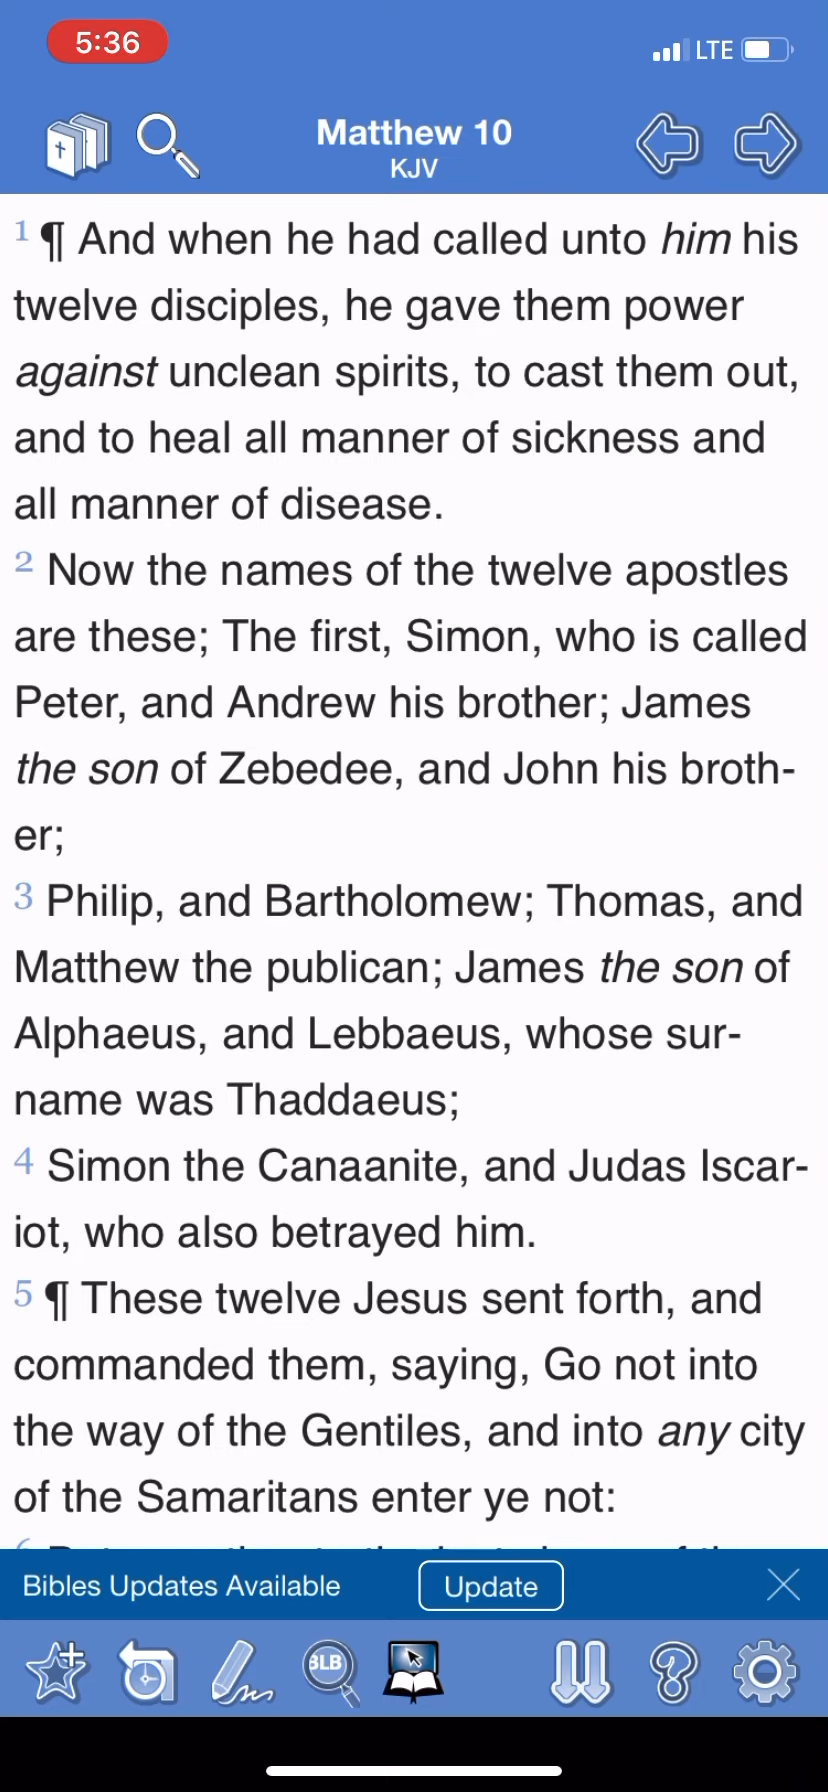 5:36
LTE
Matthew 10
KJV
1 ¶ And when he had called unto him his
twelve disciples, he gave them power
against unclean spirits, to cast them out,
and to heal all manner of sickness and
all manner of disease.
2 Now the names of the twelve apostles
are these; The first, Simon, who is called
Peter, and Andrew his brother; James
the son of Zebedee, and John his broth-
er;
3 Philip, and Bartholomew; Thomas, and
Matthew the publican; James the son of
Alphaeus, and Lebbaeus, whose sur-
name was Thaddaeus;
4 Simon the Canaanite, and Judas Iscar-
iot, who also betrayed him.
5 ¶ These twelve Jesus sent forth, and
commanded them, saying, Go not into
the way of the Gentiles, and into any city
of the Samaritans enter ye not:
Bibles Updates Available
Update
BLB